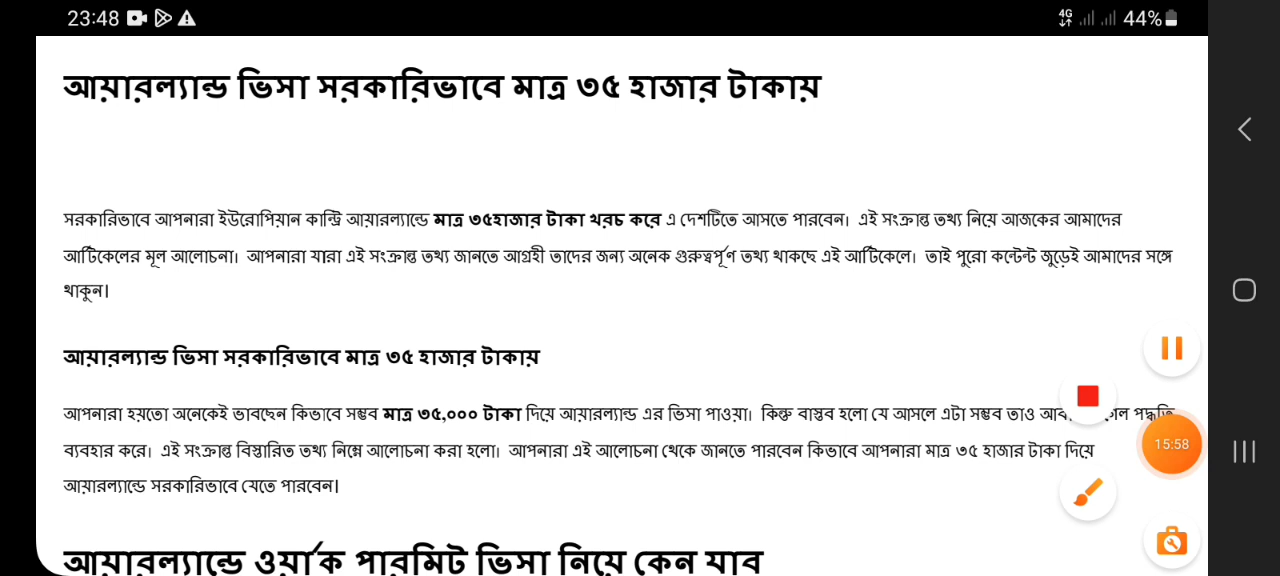 23:48
4G 44%
আয়ারল্যান্ড ভিসা সরকারিভাবে মাত্র ৩৫ হাজার টাকায়
সরকারিভাবে আপনারা ইউরোপিয়ান কান্ট্রি আয়ারল্যান্ডে মাত্র ৩৫হাজার টাকা খরচ করে এ দেশটিতে আসতে পারবেন। এই সংক্রান্ত তথ্য নিয়ে আজকের আমাদের
আর্টিকেলের মূল আলোচনা। আপনারা যারা এই সংক্রান্ত তথ্য জানতে আগ্রহী তাদের জন্য অনেক গুরুত্বপূর্ণ তথ্য থাকছে এই আর্টিকেলে। তাই পুরো কন্টেন্ট জুড়েই আমাদের সঙ্গে
থাকুন।
আয়ারল্যান্ড ভিসা সরকারিভাবে মাত্র ৩৫ হাজার টাকায়
আপনারা হয়তো অনেকেই ভাবছেন কিভাবে সম্ভব মাত্র ৩৫,০০০ টাকা দিয়ে আয়ারল্যান্ড এর ভিসা পাওয়া। কিন্তু বাস্তব হলো যে আসলে এটা সম্ভব তাও পদ্ধতি
ব্যবহার করে। এই সংক্রান্ত বিস্তারিত তথ্য নিম্নে আলোচনা করা হলো। আপনারা এই আলোচনা থেকে জানতে পারবেন কিভাবে আপনারা মাত্র ৩৫ হাজার টাকা দিয়ে
আয়ারল্যান্ডে সরকারিভাবে যেতে পারবেন।
15:58
আয়ারল্যান্ডে ওয়ার্ক পারমিট ভিসা নিয়ে কেন যাব